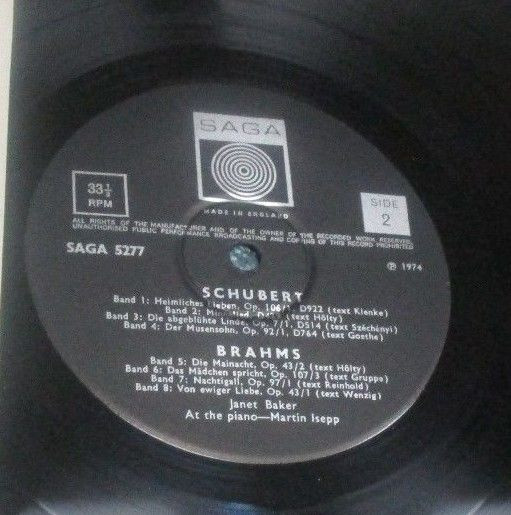 SAGA
MADE IN ENGLAND
33⅓
RPM
SIDE
2
ALL RIGHTS OF THE MANUFACTURER AND OF THE OWNER OF THE RECORDED WORK RESERVED.
UNAUTHORISED PUBLIC PERFORMANCE BROADCASTING AND COPYING OF THIS RECORD PROHIBITED
SAGA 5277
℗ 1974
SCHUBERT
Band 1: Heimliches Lieben, Op. 106/1, D922 (text Klenke)
Band 2: (text Hölty)
Band 3: Die abgeblühte Linde, Op. 7/1, D514 (text Széchinyi)
Band 4: Der Musensohn, Op. 92/1, D764 (text Goethe)
BRAHMS
Band 5: Die Mainacht, Op. 43/2 (text Hölty)
Band 6: Das Mädchen spricht, Op. 107/3 (text Gruppe)
Band 7: Nachtigall, Op. 97/1 (text Reinhold)
Band 8: Von ewiger Liebe, Op. 43/1 (text Wenzig)
Janet Baker
At the piano—Martin Isepp